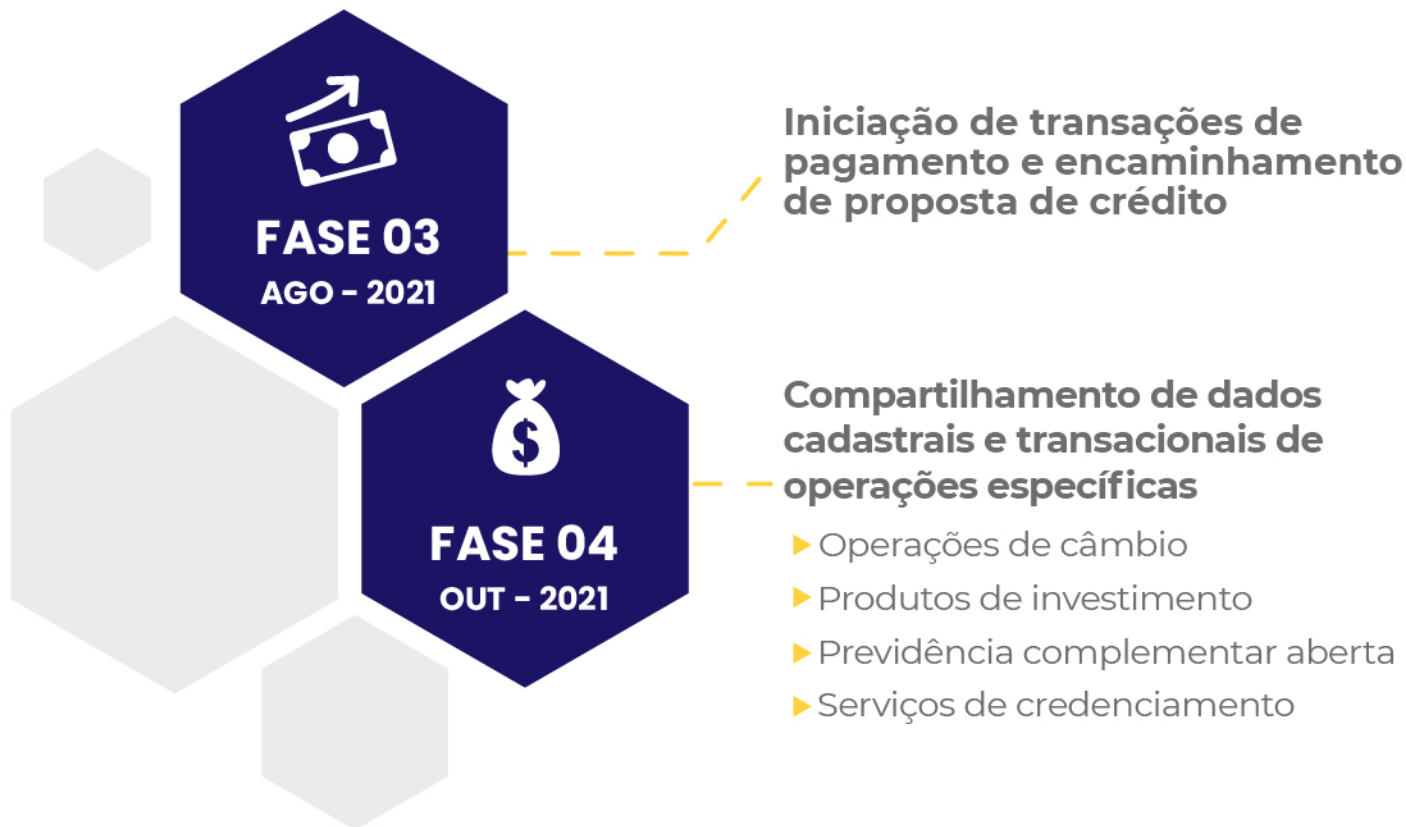 FASE 03
AGO - 2021
Iniciação de transações de
pagamento e encaminhamento
de proposta de crédito
$
FASE 04
OUT - 2021
Compartilhamento de dados
cadastrais e transacionais de
operações específicas
Operações de câmbio
Produtos de investimento
Previdência complementar aberta
Serviços de credenciamento